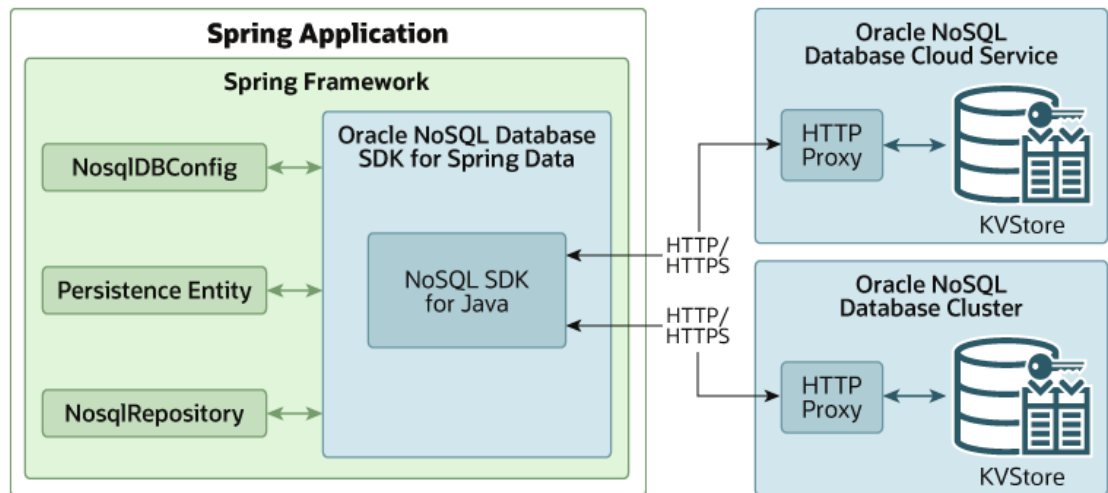 Spring Application
Spring Framework
NosqlDBConfig
Persistence Entity
NosqlRepository
Oracle NoSQL Database
SDK for Spring Data
NoSQL SDK
for Java
HTTP/
HTTPS
HTTP/
HTTPS
Oracle NoSQL
Database Cloud Service
HTTP
Proxy
KVStore
Oracle NoSQL
Database Cluster
HTTP
Proxy
KVStore